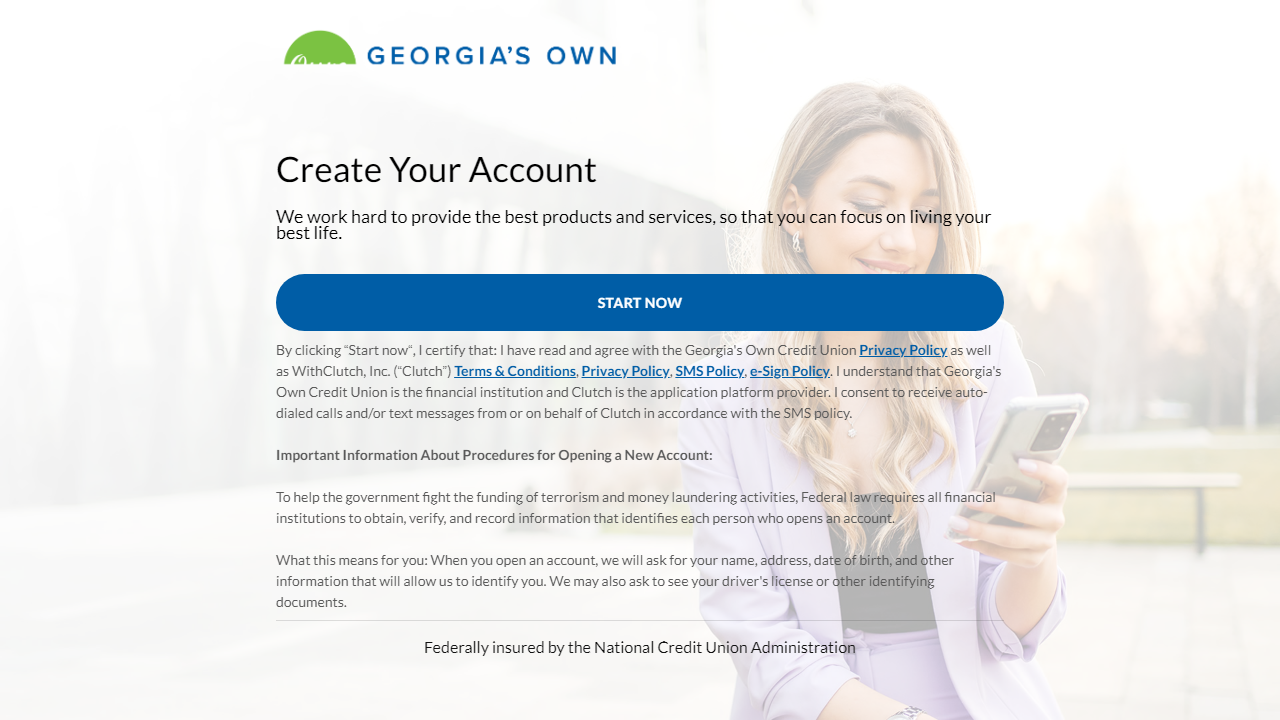 GEORGIA'S OWN
Create Your Account
We work hard to provide the best products and services, so that you can focus on living your
best life.
START NOW
By clicking “Start now“, I certify that: I have read and agree with the Georgia's Own Credit Union Privacy Policy as well
as WithClutch, Inc. (“Clutch”) Terms & Conditions, Privacy Policy, SMS Policy, e-Sign Policy. I understand that Georgia's
Own Credit Union is the financial institution and Clutch is the application platform provider. I consent to receive auto-
dialed calls and/or text messages from or on behalf of Clutch in accordance with the SMS policy.
Important Information About Procedures for Opening a New Account:
To help the government fight the funding of terrorism and money laundering activities, Federal law requires all financial
institutions to obtain, verify, and record information that identifies each person who opens an account.
What this means for you: When you open an account, we will ask for your name, address, date of birth, and other
information that will allow us to identify you. We may also ask to see your driver's license or other identifying
documents.
Federally insured by the National Credit Union Administration